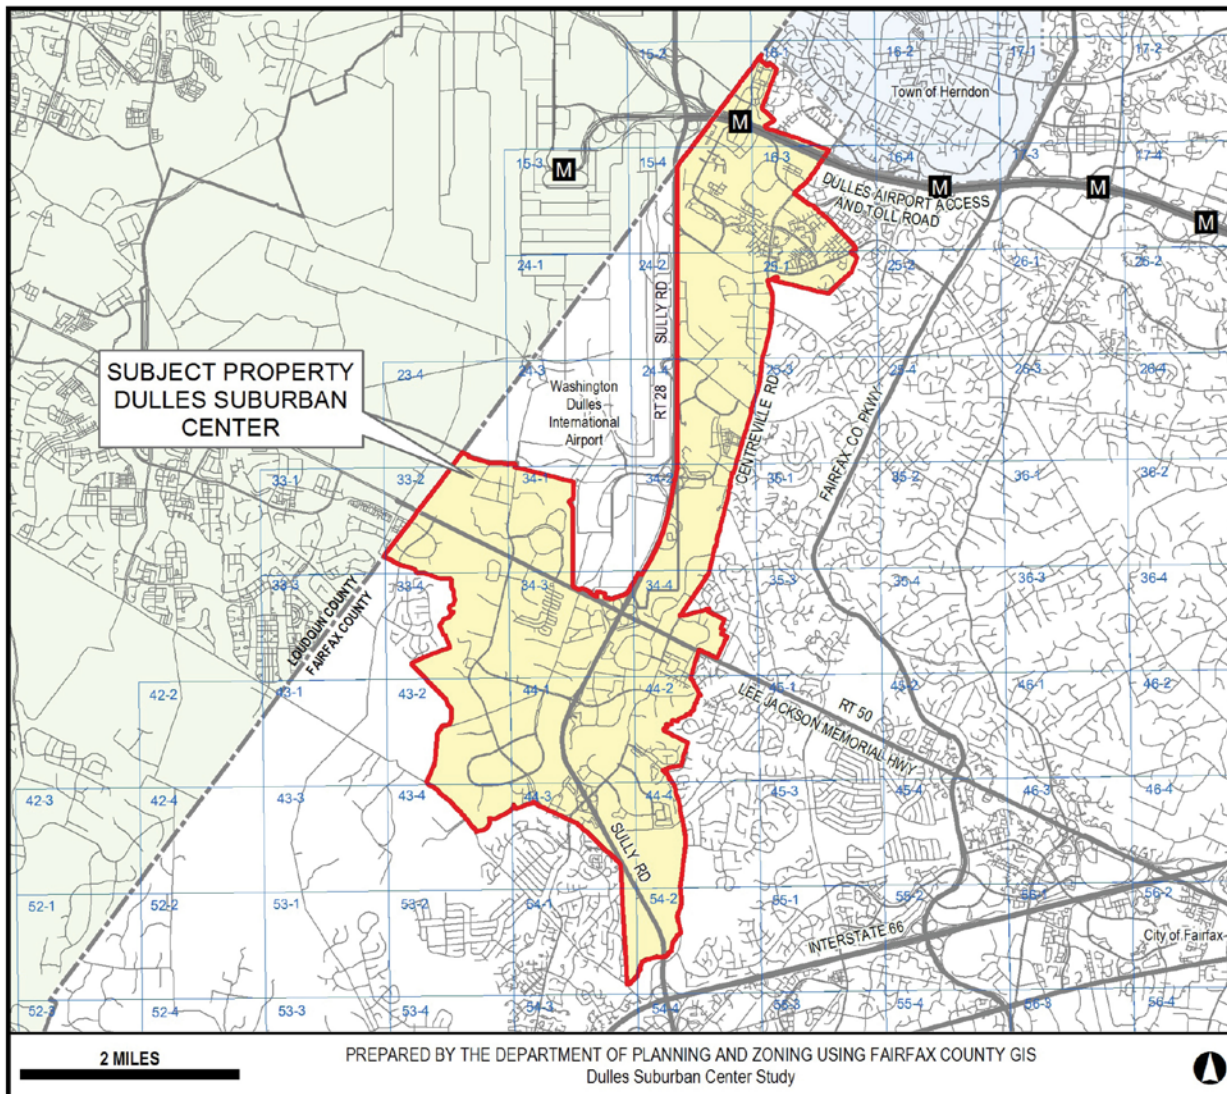 15-2
16-1
16-2
17-1
17-2
Town of Herndon
M
15-3
M
15-4
16-3
16-4
17-3
17-4
M
M
M
DULLES AIRPORT ACCESS
AND TOLL ROAD
24-1
24-2
25-1
25-2
26-1
26-2
RT 28
SULLY RD
SUBJECT PROPERTY
DULLES SUBURBAN
CENTER
23-4
24-3
24-4
25-3
25-4
26-3
26-4
Washington
Dulles
International
Airport
CENTREVILLE RD
FAIRFAX CO PKWY
33-1
33-2
34-1
34-2
35-1
35-2
36-1
36-2
33-3
33-4
34-3
34-4
35-3
35-4
36-3
36-4
LOUDOUN COUNTY
FAIRFAX COUNTY
42-2
43-1
43-2
44-1
44-2
45-1
45-2
46-1
46-2
RT 50
LEE JACKSON MEMORIAL HWY
42-3
42-4
43-3
43-4
44-3
44-4
45-3
45-4
46-3
46-4
SULLY RD
52-1
52-2
53-1
53-2
54-1
54-2
55-1
55-2
56-1
56-2
INTERSTATE 66
City of Fairfax
52-3
52-4
53-3
53-4
54-3
54-4
55-3
55-4
56-3
56-4
2 MILES
PREPARED BY THE DEPARTMENT OF PLANNING AND ZONING USING FAIRFAX COUNTY GIS
Dulles Suburban Center Study